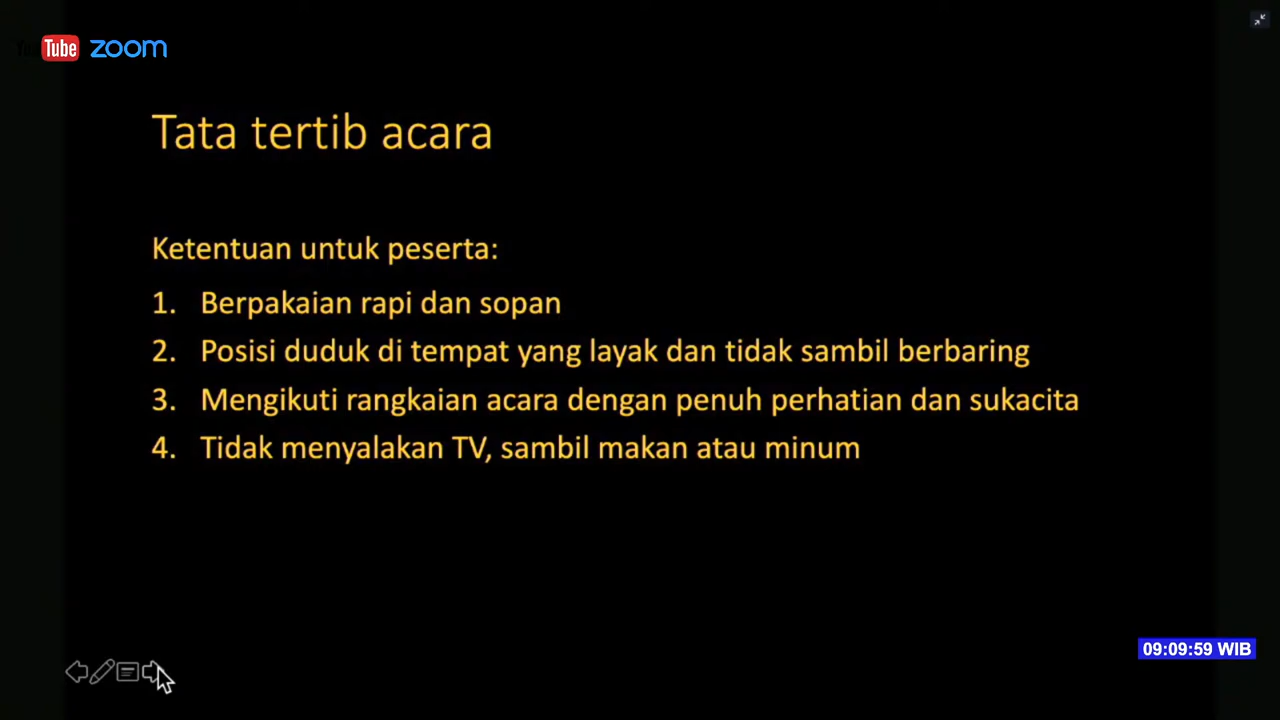 YouTube zoom
Tata tertib acara
Ketentuan untuk peserta:
1. Berpakaian rapi dan sopan
2. Posisi duduk di tempat yang layak dan tidak sambil berbaring
3. Mengikuti rangkaian acara dengan penuh perhatian dan sukacita
4. Tidak menyalakan TV, sambil makan atau minum
09:09:59 WIB